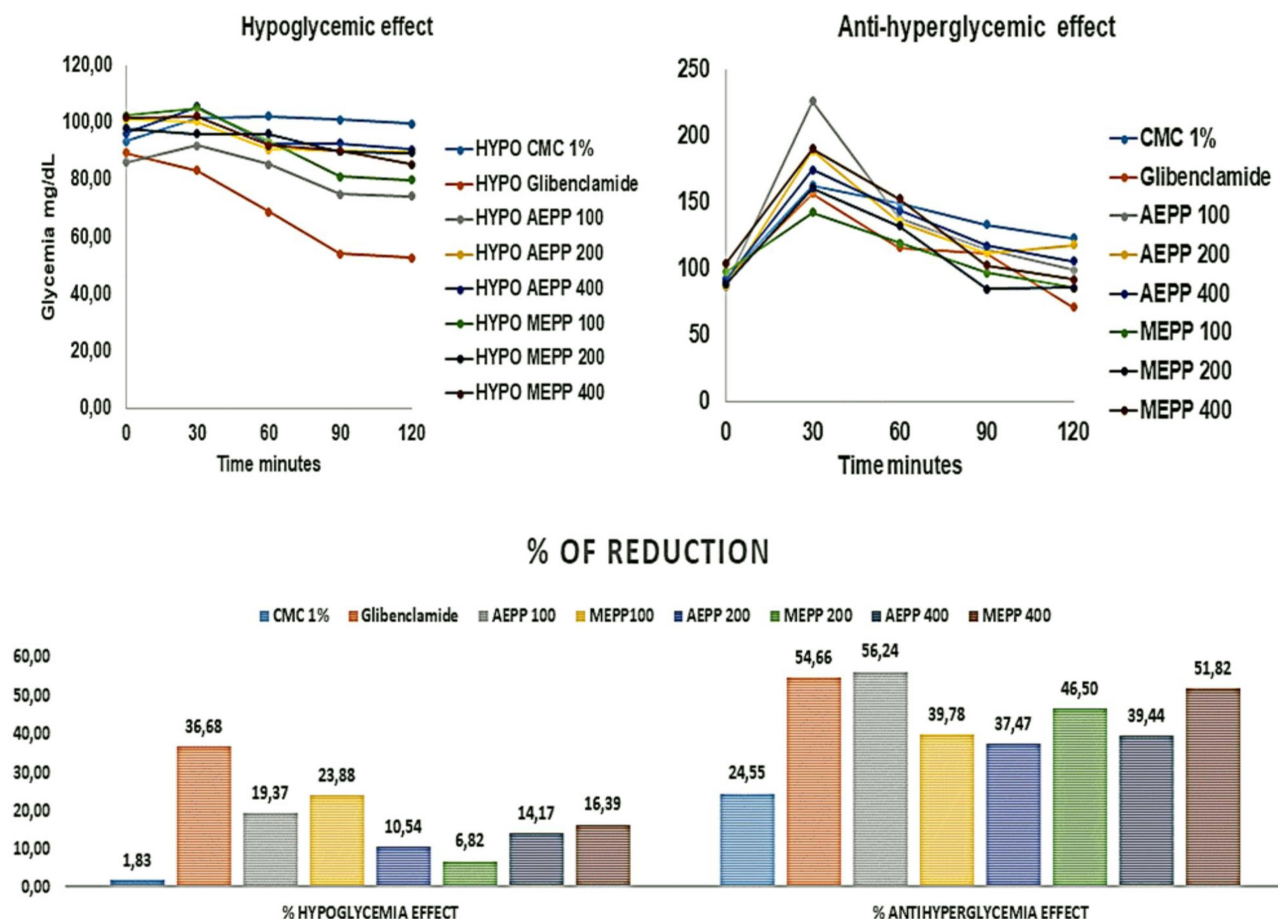 Hypoglycemic effect
Glycemia mg/dL
120,00
100,00
80,00
60,00
40,00
20,00
0,00
0 30 60 90 120
Time minutes
HYPO CMC 1%
HYPO Glibenclamide
HYPO AEPP 100
HYPO AEPP 200
HYPO AEPP 400
HYPO MEPP 100
HYPO MEPP 200
HYPO MEPP 400
Anti-hyperglycemic effect
250
200
150
100
50
0
0 30 60 90 120
Time minutes
CMC 1%
Glibenclamide
AEPP 100
AEPP 200
AEPP 400
MEPP 100
MEPP 200
MEPP 400
% OF REDUCTION
CMC 1% Glibenclamide AEPP 100 MEPP100 AEPP 200 MEPP 200 AEPP 400 MEPP 400
60,00
50,00
40,00
30,00
20,00
10,00
0,00
1,83 36,68 19,37 23,88 10,54 6,82 14,17 16,39
24,55 54,66 56,24 39,78 37,47 46,50 39,44 51,82
% HYPOGLYCEMIA EFFECT % ANTIHYPERGLYCEMIA EFFECT